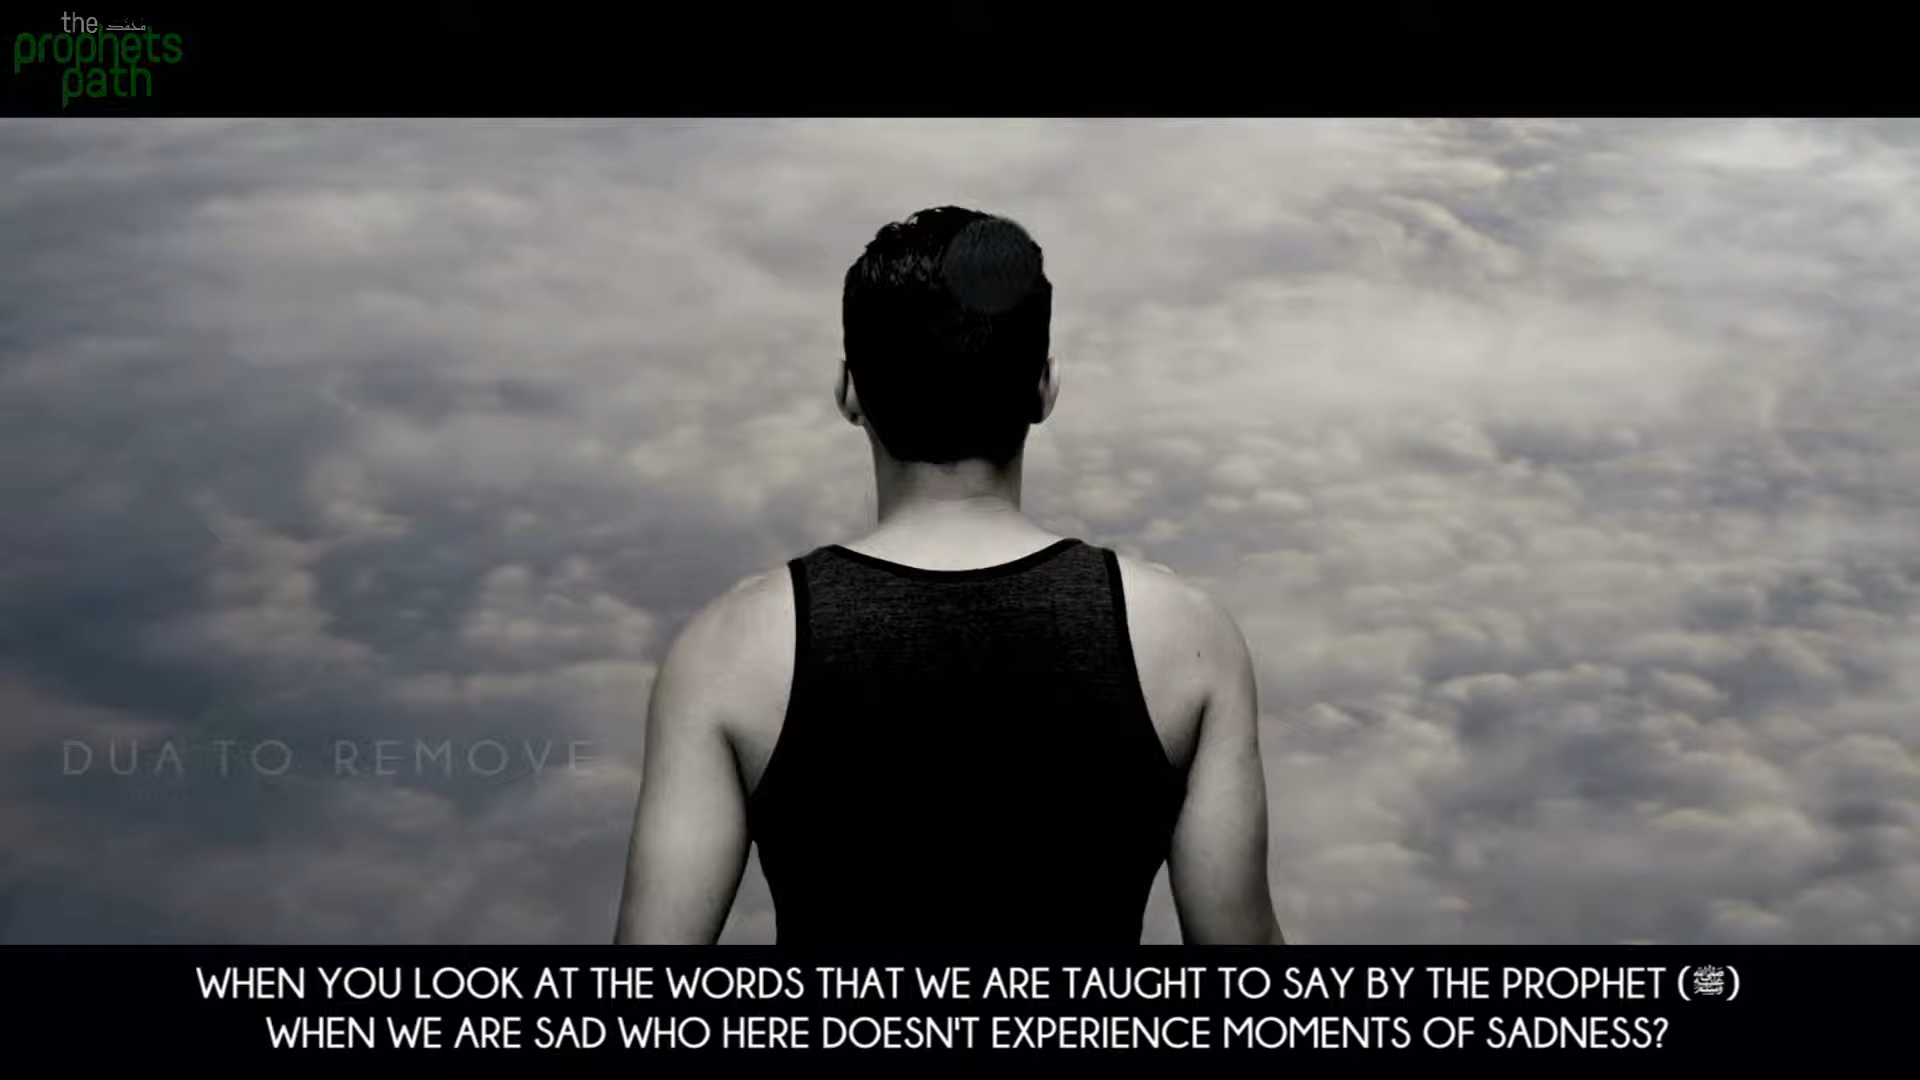 the محمد
prophets
path
DUA TO REMOVE
WHEN YOU LOOK AT THE WORDS THAT WE ARE TAUGHT TO SAY BY THE PROPHET (ﷺ)
WHEN WE ARE SAD WHO HERE DOESN'T EXPERIENCE MOMENTS OF SADNESS?